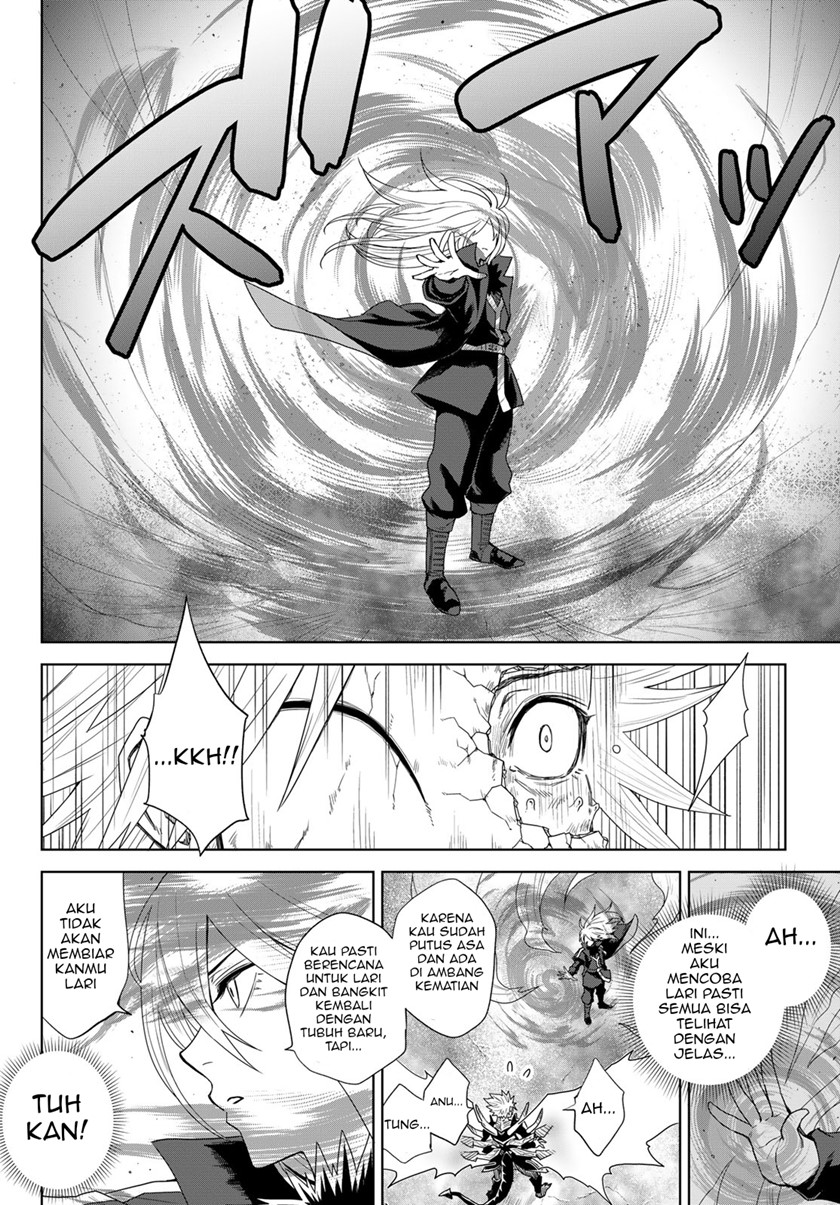 ズズアッ
...KKH!!
AH...
INI...
MESKI
AKU
MENCOBA
LARI PASTI
SEMUA BISA
TELIHAT
DENGAN
JELAS...
KARENA
KAU SUDAH
PUTUS ASA
DAN ADA
DI AMBANG
KEMATIAN
AH...
ANU...
TUNG...
KAU PASTI
BERENCANA
UNTUK LARI
DAN BANGKIT
KEMBALI
DENGAN
TUBUH BARU,
TAPI...
AKU
TIDAK
AKAN
MEMBIAR
KANMU
LARI
TUH
KAN!